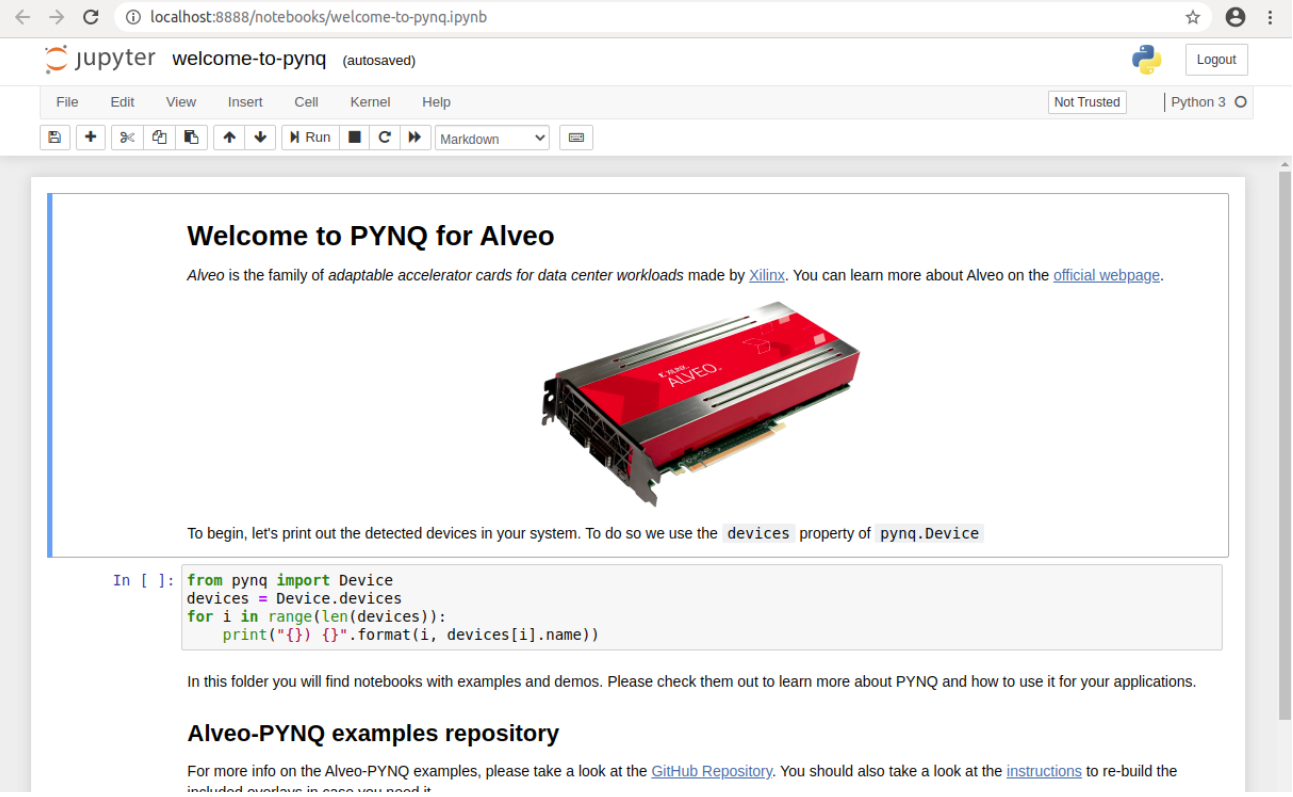 localhost:8888/notebooks/welcome-to-pynq.ipynb
jupyter welcome-to-pynq (autosaved) Logout
File Edit View Insert Cell Kernel Help Not Trusted Python 3
Run Markdown
Welcome to PYNQ for Alveo
Alveo is the family of adaptable accelerator cards for data center workloads made by Xilinx. You can learn more about Alveo on the official webpage.
XILINX.
ALVEO.
To begin, let's print out the detected devices in your system. To do so we use the devices property of pynq.Device
In [ ]: from pynq import Device
devices = Device.devices
for i in range(len(devices)):
    print("{}) {}".format(i, devices[i].name))
In this folder you will find notebooks with examples and demos. Please check them out to learn more about PYNQ and how to use it for your applications.
Alveo-PYNQ examples repository
For more info on the Alveo-PYNQ examples, please take a look at the GitHub Repository. You should also take a look at the instructions to re-build the
included overlays in case you need it